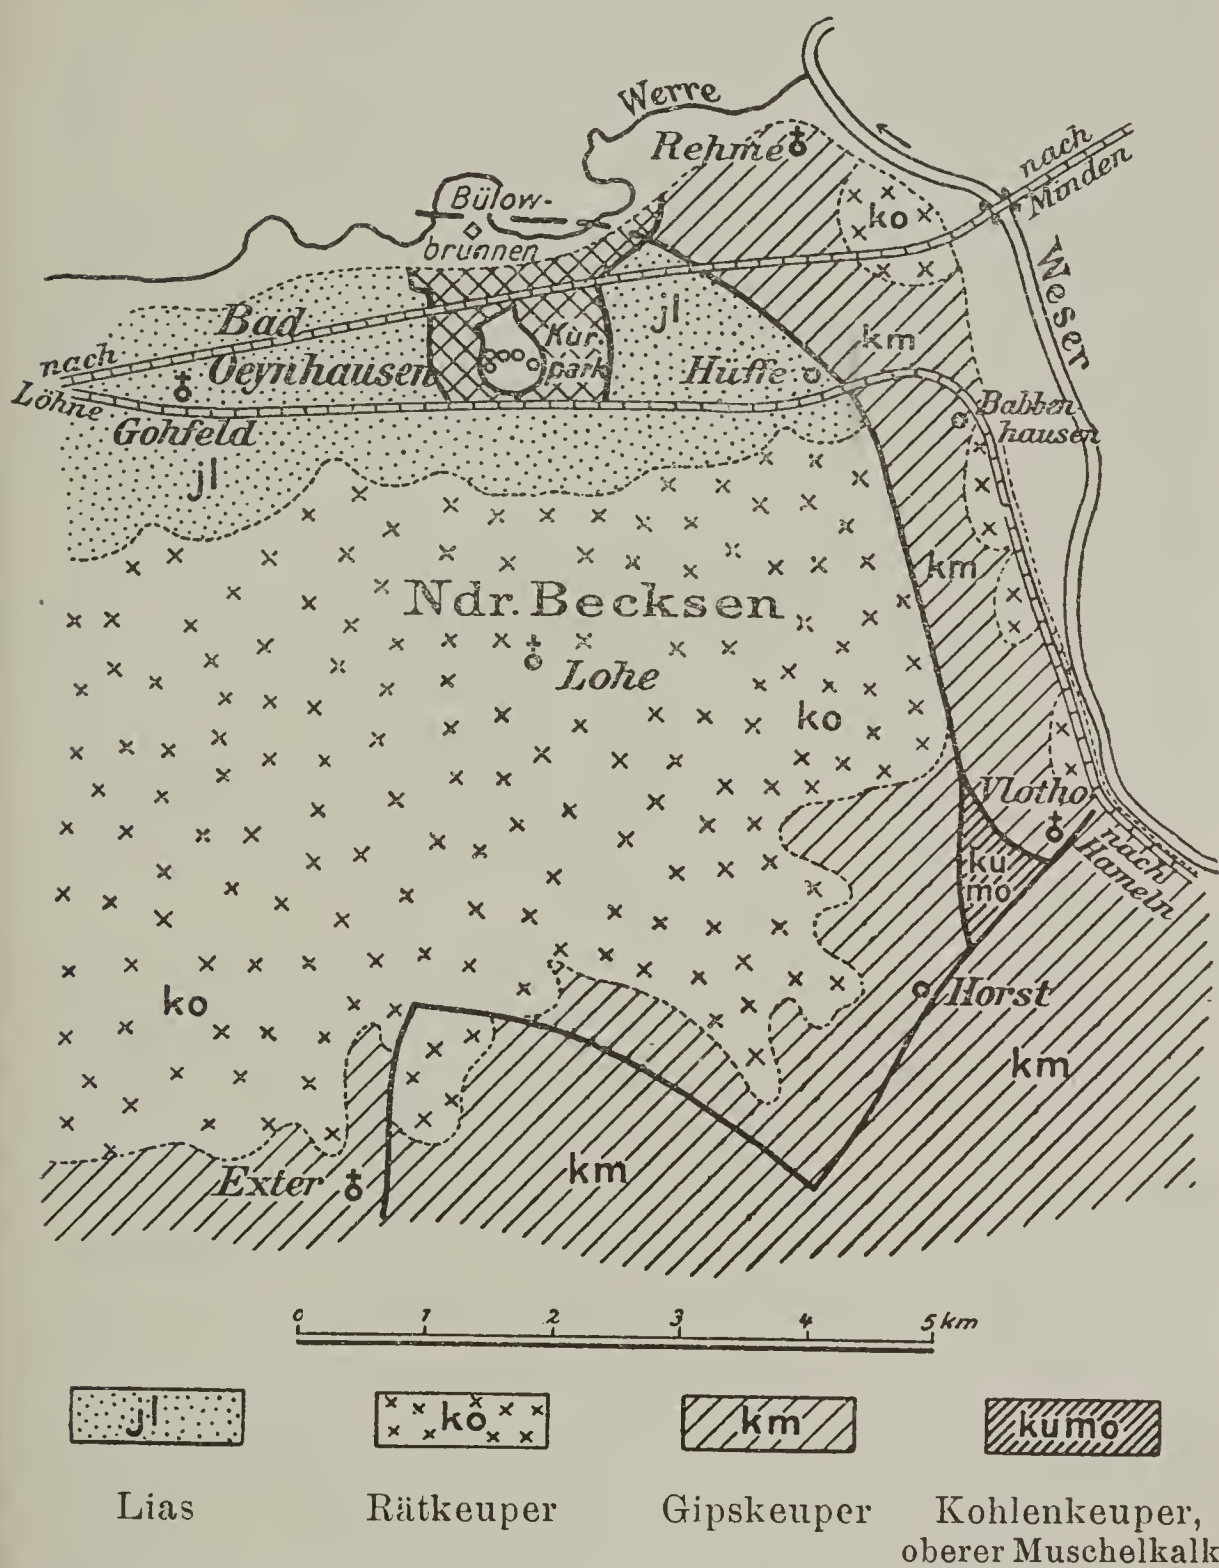 Werre
Rehme
nach
Minden
Bülow-
brunnen
ko
Weser
Bad
Oeynhausen
Kur-
park
jl
km
Hüffe
nach
Löhne
Gohfeld
jl
Babben-
hausen
km
Ndr. Becksen
Lohe
ko
Vlotho
ku
mo
nach
Hameln
ko
Horst
km
Exter
km
0 1 2 3 4 5 km
jl
ko
km
kumo
Lias
Rätkeuper
Gipskeuper
Kohlenkeuper,
oberer Muschelkalk